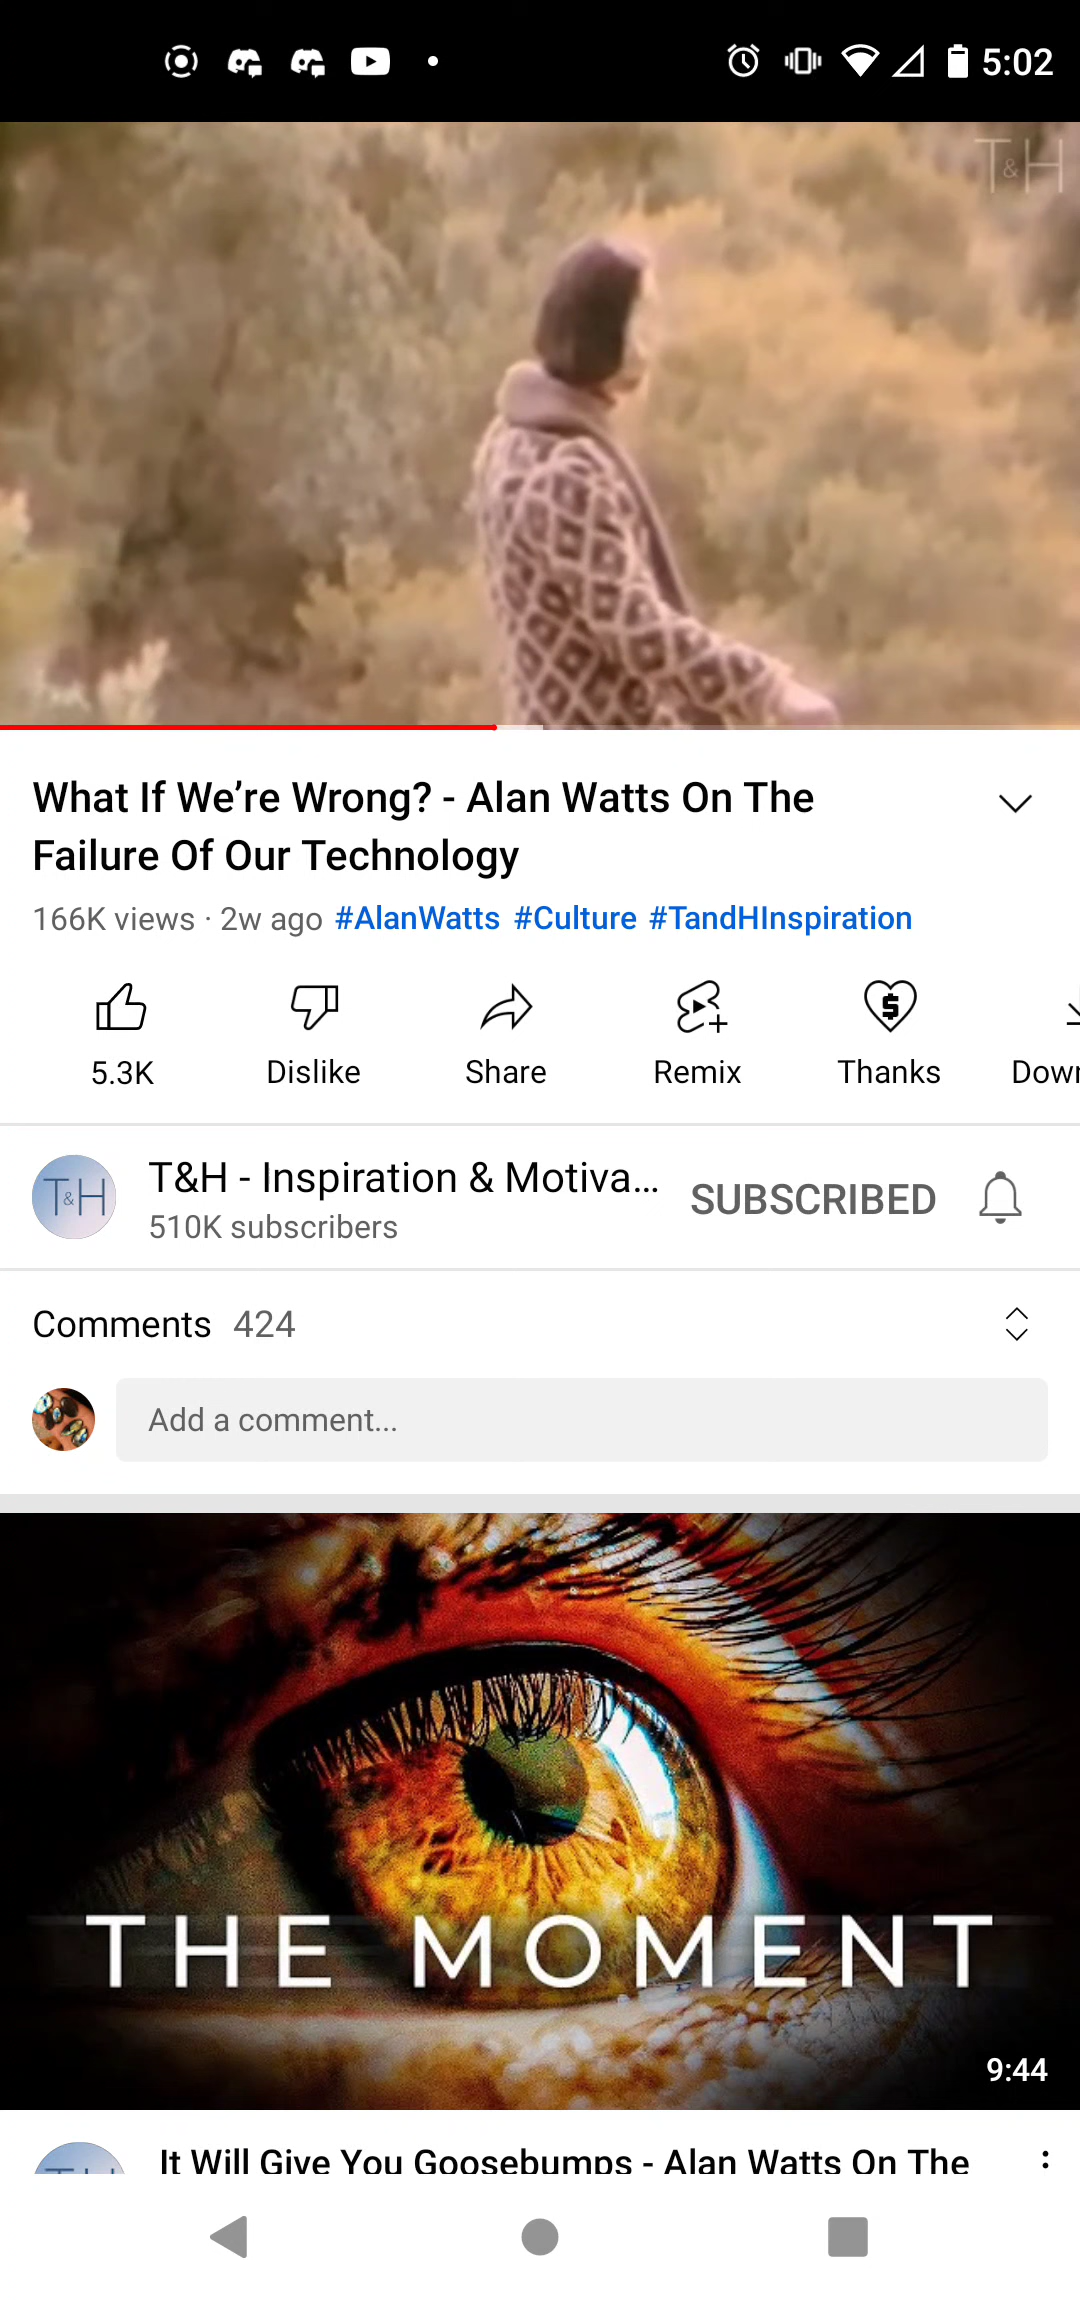 5:02
T&H
What If We’re Wrong? - Alan Watts On The
Failure Of Our Technology
166K views · 2w ago #AlanWatts #Culture #TandHInspiration
5.3K Dislike Share Remix Thanks Down
T&H
T&H - Inspiration & Motiva...
SUBSCRIBED
510K subscribers
Comments 424
Add a comment...
THE MOMENT
9:44
It Will Give You Goosebumps - Alan Watts On The